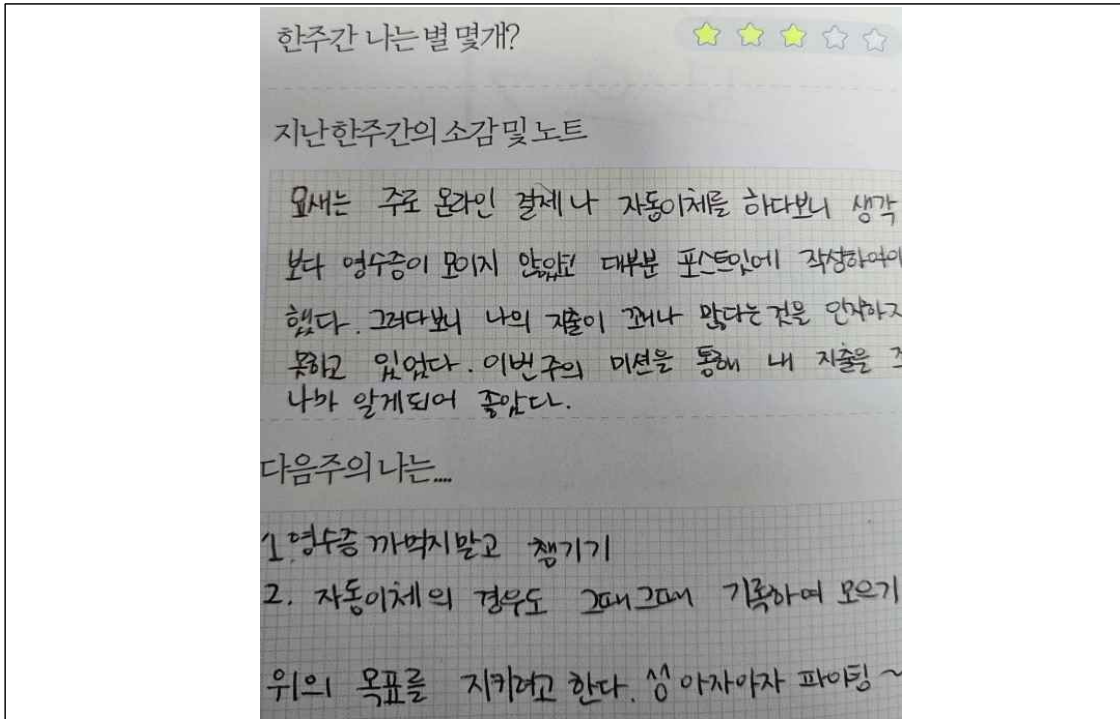 한주간 나는 별 몇개?
지난 한주간의 소감 및 노트
요새는 주로 온라인 결제나 자동이체를 하다보니 생각
보다 영수증이 모이지 않았고 대부분 포스트잇에 작성하여야
했다. 그러다보니 나의 지출이 꽤나 많다는 것을 인지하지
못하고 있었다. 이번주의 미션을 통해 내 지출을
나마 알게되어 좋았다.
다음주의 나는....
1. 영수증 까먹지말고 챙기기
2. 자동이체의 경우도 그때그때 기록하여 모으기
위의 목표를 지키려고 한다. 아자아자 파이팅~